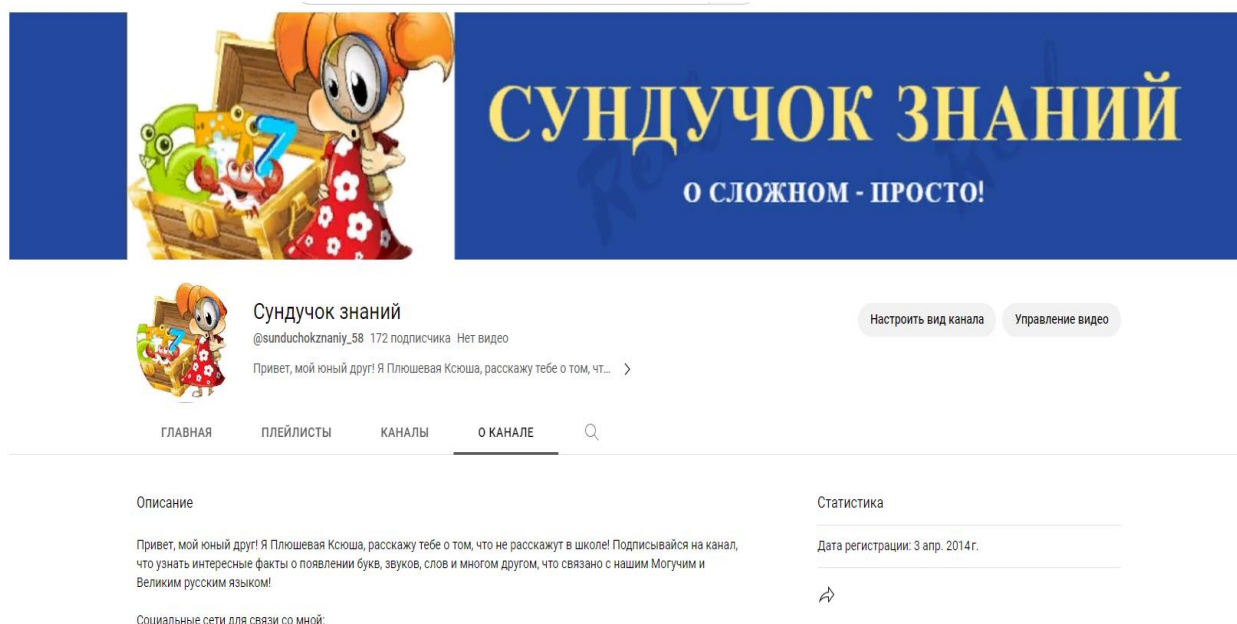 СУНДУЧОК ЗНАНИЙ
О СЛОЖНОМ - ПРОСТО!
Сундучок знаний
@sunduchokznaniy_58 172 подписчика Нет видео
Привет, мой юный друг! Я Плюшевая Ксюша, расскажу тебе о том, чт...
Настроить вид канала
Управление видео
ГЛАВНАЯ
ПЛЕЙЛИСТЫ
КАНАЛЫ
О КАНАЛЕ
Описание
Привет, мой юный друг! Я Плюшевая Ксюша, расскажу тебе о том, что не расскажут в школе! Подписывайся на канал,
что узнать интересные факты о появлении букв, звуков, слов и многом другом, что связано с нашим Могучим и
Великим русским языком!
Социальные сети для связи со мной:
Статистика
Дата регистрации: 3 апр. 2014 г.